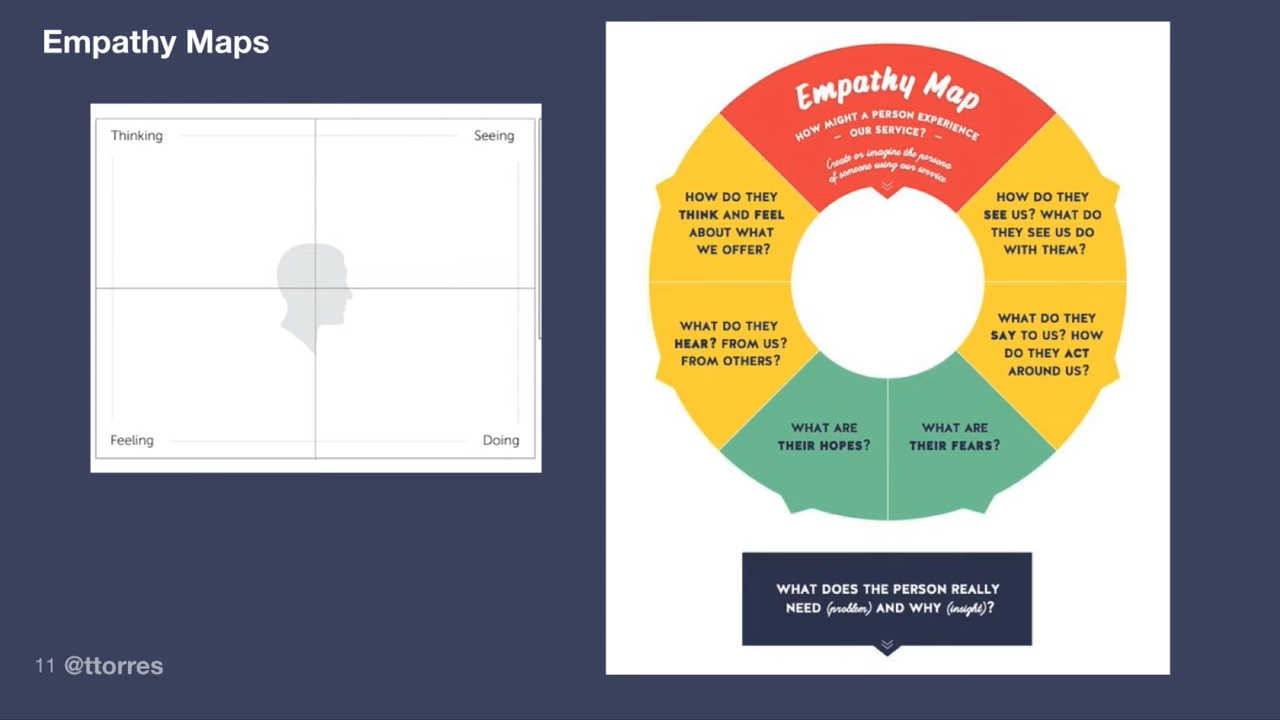 Empathy Maps
Thinking
Seeing
Feeling
Doing
Empathy Map
HOW MIGHT A PERSON EXPERIENCE
– OUR SERVICE? –
Create or imagine the persona
of someone using our service
HOW DO THEY
THINK AND FEEL
ABOUT WHAT
WE OFFER?
HOW DO THEY
SEE US? WHAT DO
THEY SEE US DO
WITH THEM?
WHAT DO THEY
HEAR? FROM US?
FROM OTHERS?
WHAT DO THEY
SAY TO US? HOW
DO THEY ACT
AROUND US?
WHAT ARE
THEIR HOPES?
WHAT ARE
THEIR FEARS?
WHAT DOES THE PERSON REALLY
NEED (problem) AND WHY (insight)?
11 @ttorres